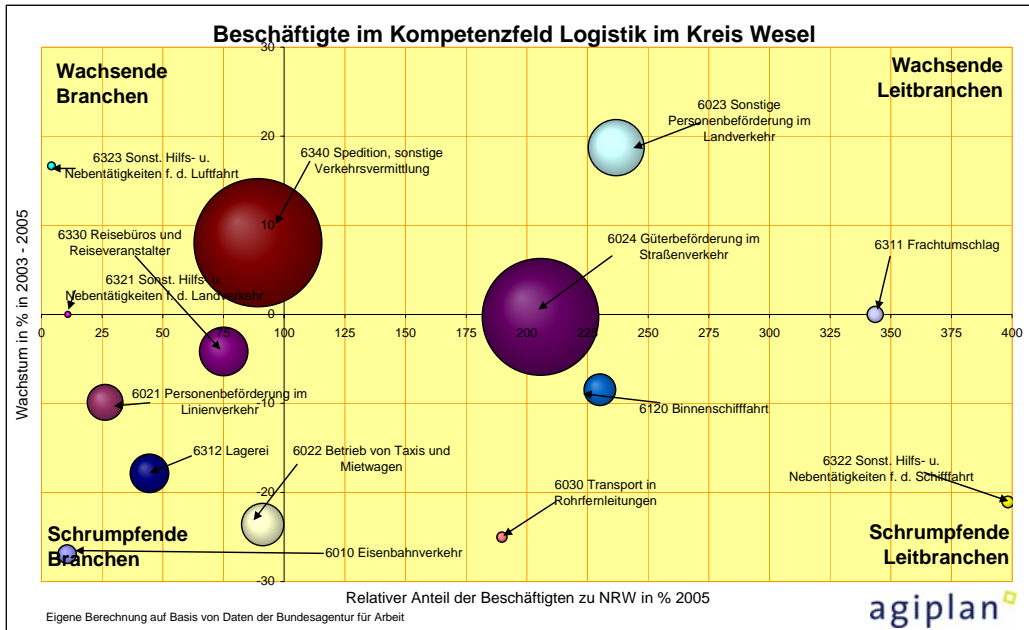 Beschäftigte im Kompetenzfeld Logistik im Kreis Wesel
Wachsende
Branchen
Wachsende
Leitbranchen
6023 Sonstige
Personenbeförderung im
Landverkehr
6323 Sonst. Hilfs- u.
Nebentätigkeiten f. d. Luftfahrt
6340 Spedition, sonstige
Verkehrsvermittlung
6330 Reisebüros und
Reiseveranstalter
6024 Güterbeförderung im
Straßenverkehr
6311 Frachtumschlag
6321 Sonst. Hilfs- u.
Nebentätigkeiten f. d. Landverkehr
6021 Personenbeförderung im
Linienverkehr
6120 Binnenschifffahrt
6312 Lagerei
6022 Betrieb von Taxis und
Mietwagen
6030 Transport in
Rohrfernleitungen
6322 Sonst. Hilfs- u.
Nebentätigkeiten f. d. Schifffahrt
Schrumpfende
Branchen
6010 Eisenbahnverkehr
Schrumpfende
Leitbranchen
30
20
10
0
-10
-20
-30
0 25 50 75 100 125 150 175 200 225 250 275 300 325 350 375 400
Wachstum in % in 2003 - 2005
Relativer Anteil der Beschäftigten zu NRW in % 2005
Eigene Berechnung auf Basis von Daten der Bundesagentur für Arbeit
agiplan